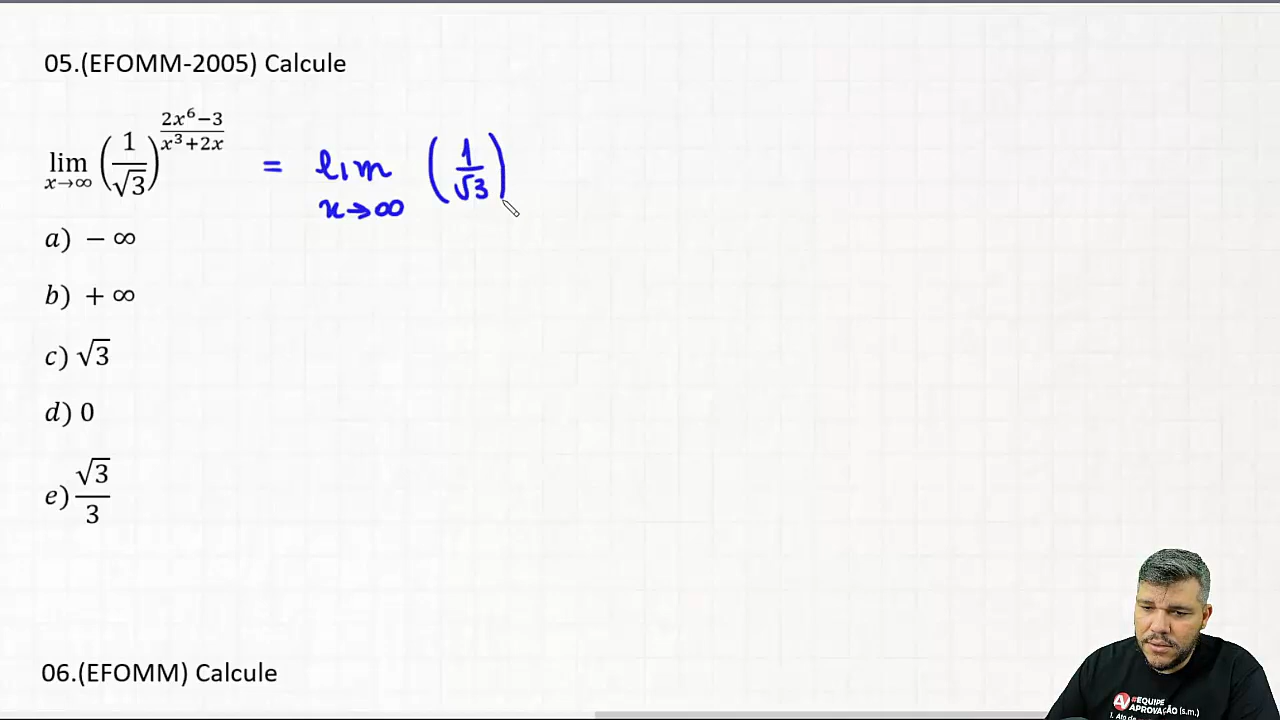 05.(EFOMM-2005) Calcule
lim x→∞ (1/√3)^((2x⁶−3)/(x³+2x)) = lim x→∞ (1/√3)
a) − ∞
b) + ∞
c) √3
d) 0
e) √3/3
06.(EFOMM) Calcule
#EQUIPE
APROVAÇÃO (s.m.)